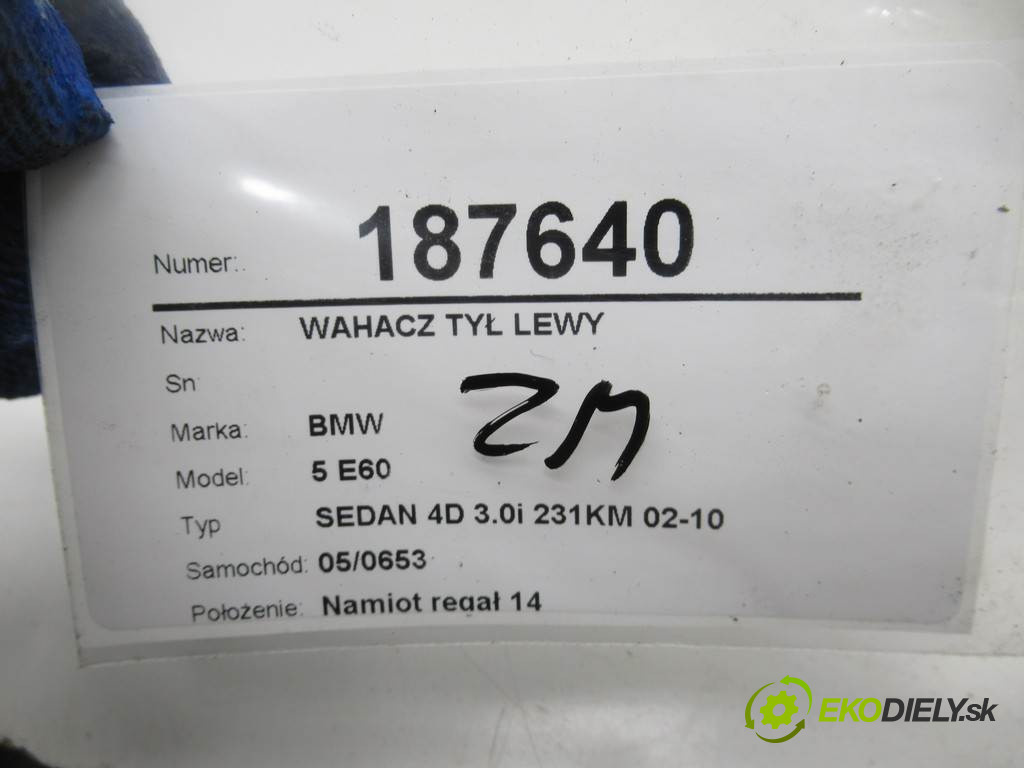 Numer: 187640
Nazwa: WAHACZ TYŁ LEWY
Sn:
ZM
Marka: BMW
Model: 5 E60
Typ SEDAN 4D 3.0i 231KM 02-10
Samochód: 05/0653
Położenie: Namiot regał 14
EKODIELY.sk